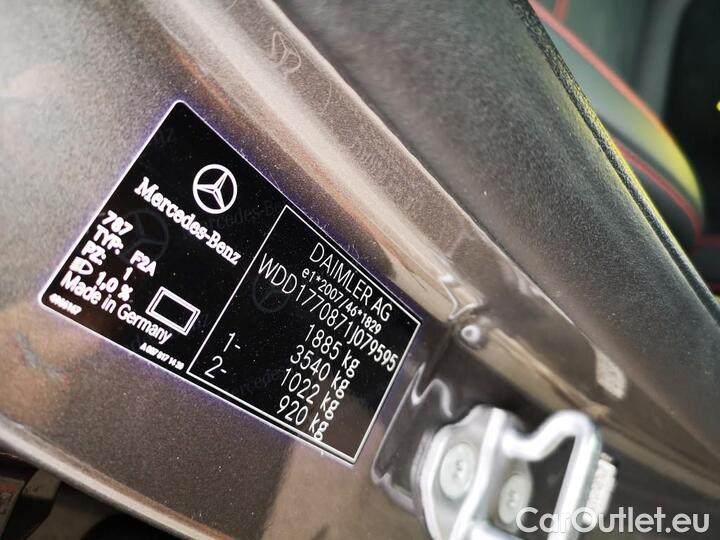 Mercedes-Benz
787
TYP: F2A
PZ: 1
1,0 %
Made in Germany
DAIMLER AG
e1*2007/46*1829
WDD1770871J079595
1885 kg
3540 kg
1- 1022 kg
2- 920 kg
CarOutlet.eu